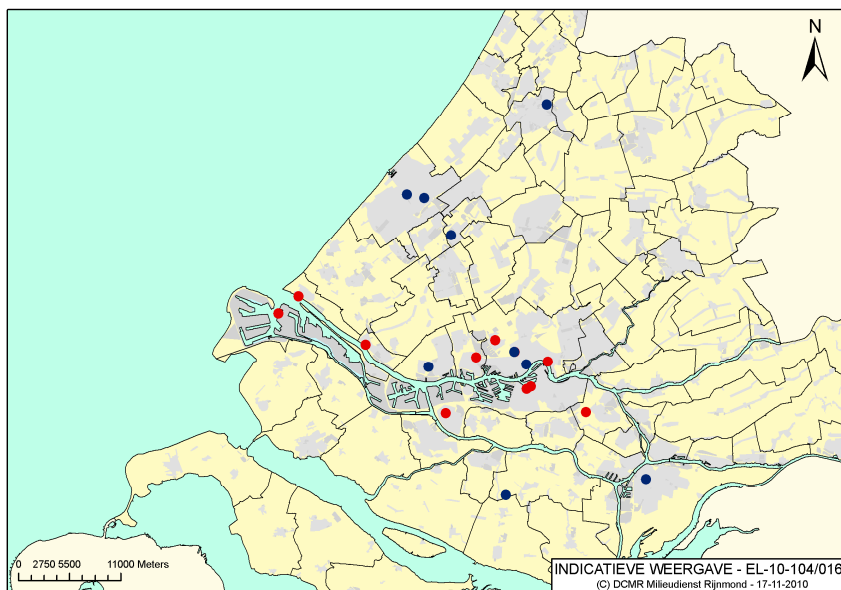 N
0 2750 5500 11000 Meters
INDICATIEVE WEERGAVE - EL-10-104/016
(C) DCMR Milieudienst Rijnmond - 17-11-2010